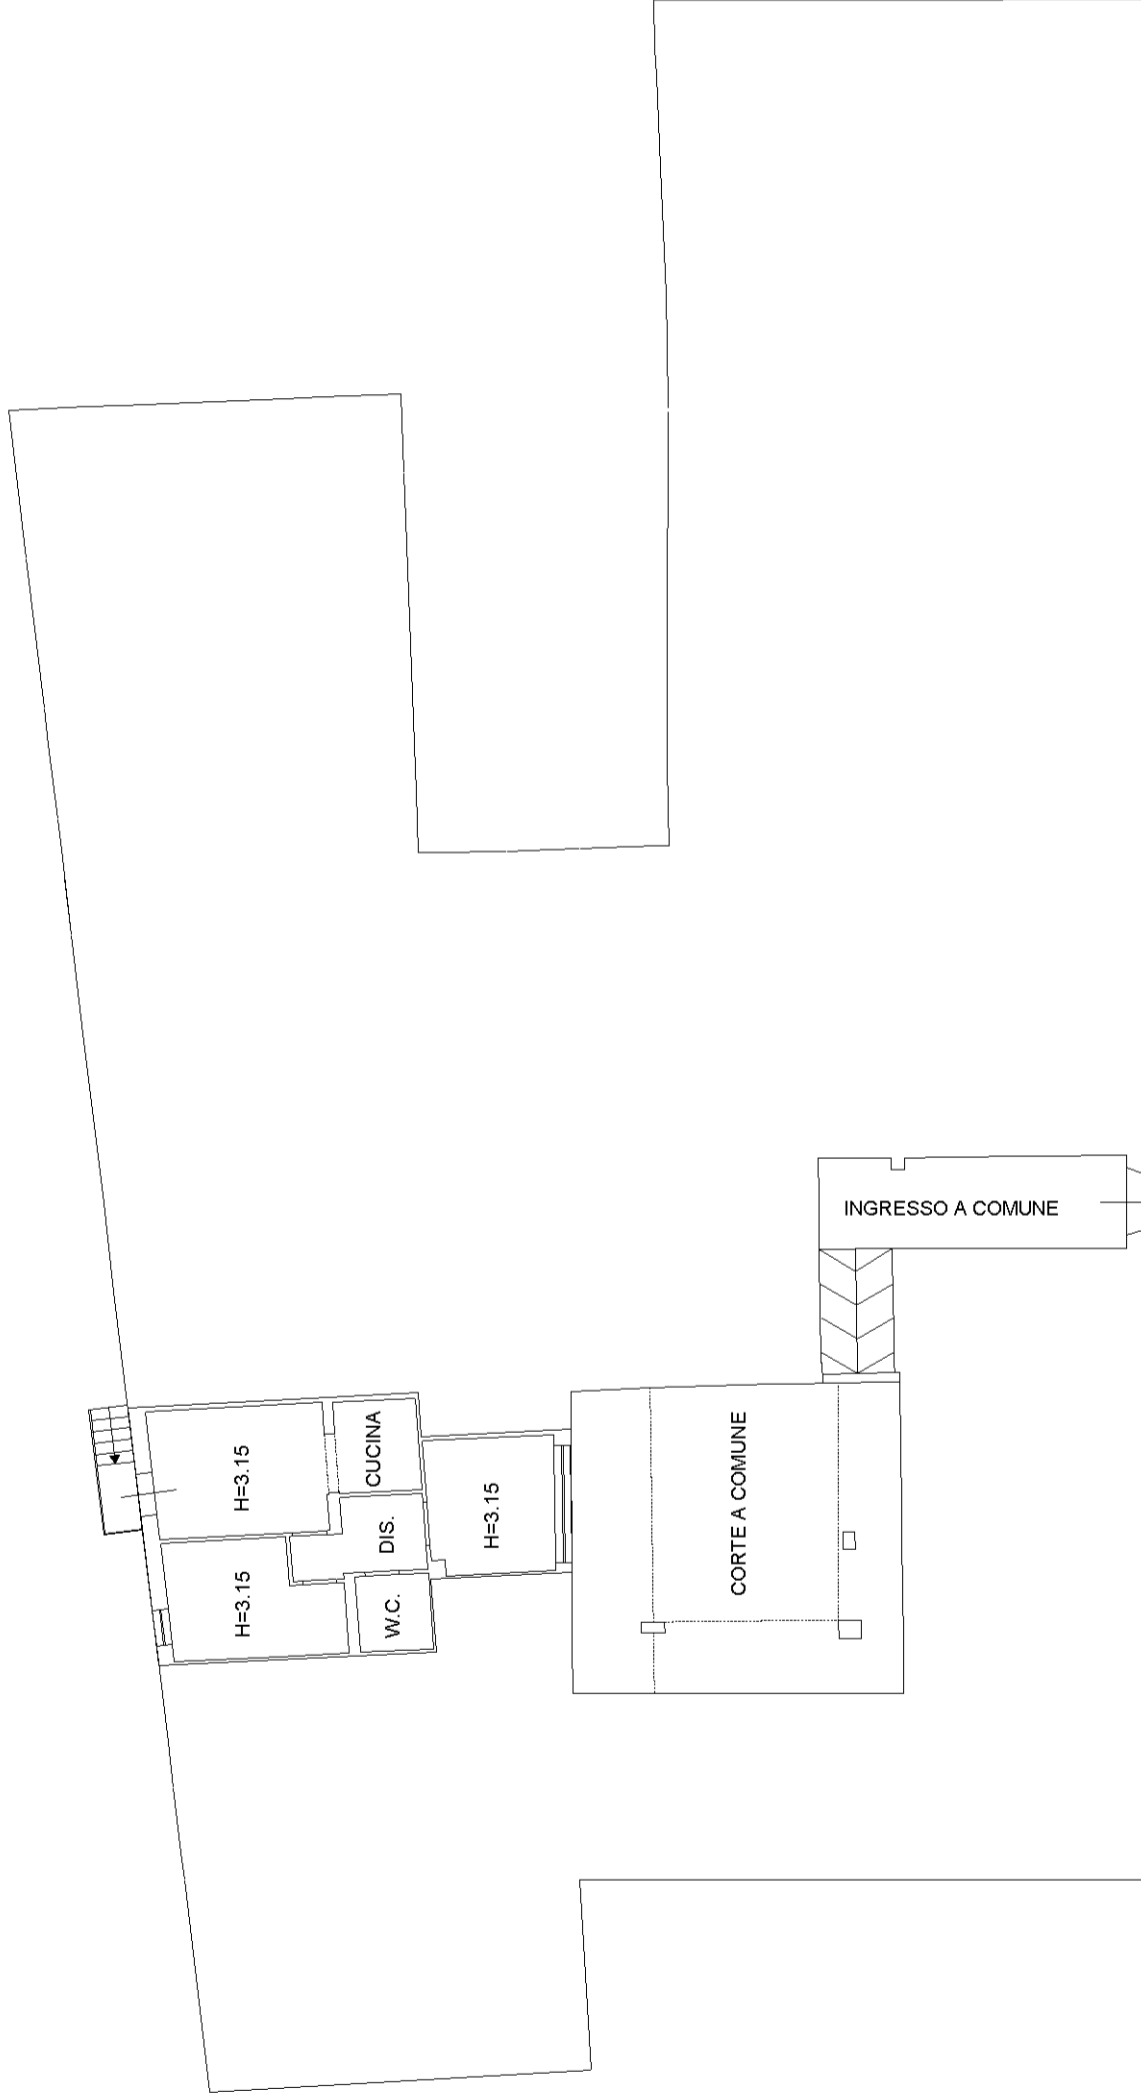 INGRESSO A COMUNE
CUCINA
H=3.15
H=3.15
CORTE A COMUNE
DIS.
H=3.15
W.C.